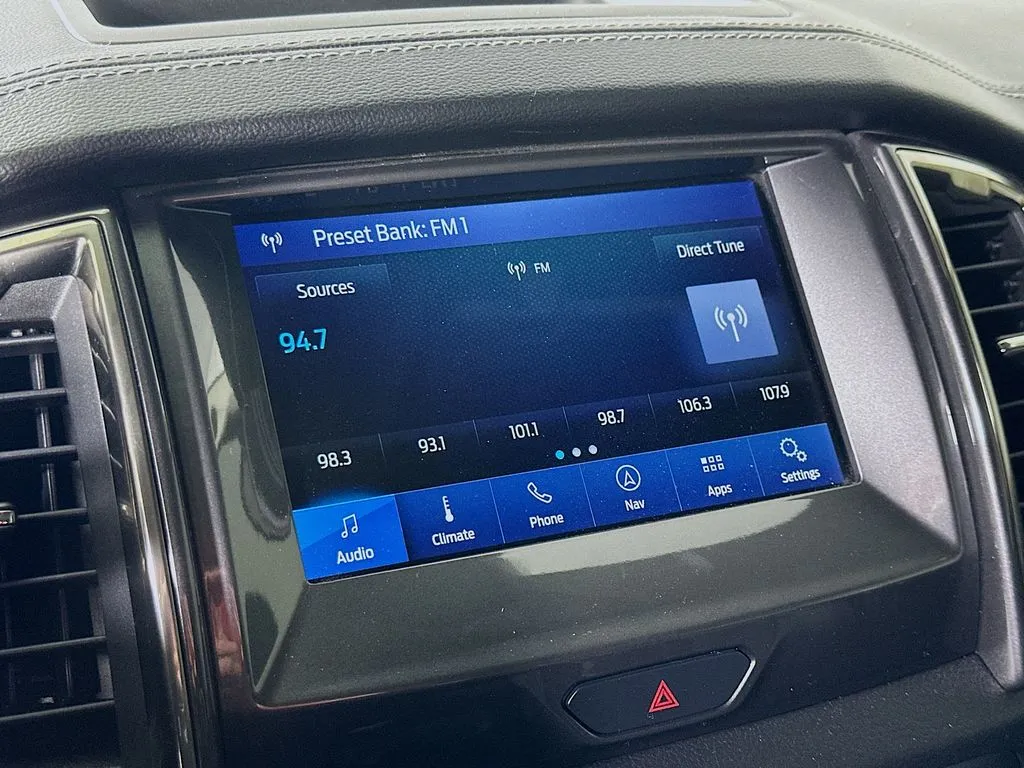 Preset Bank: FM 1
Sources
FM
Direct Tune
94.7
98.3 93.1 101.1 98.7 106.3 107.9
Audio Climate Phone Nav Apps Settings